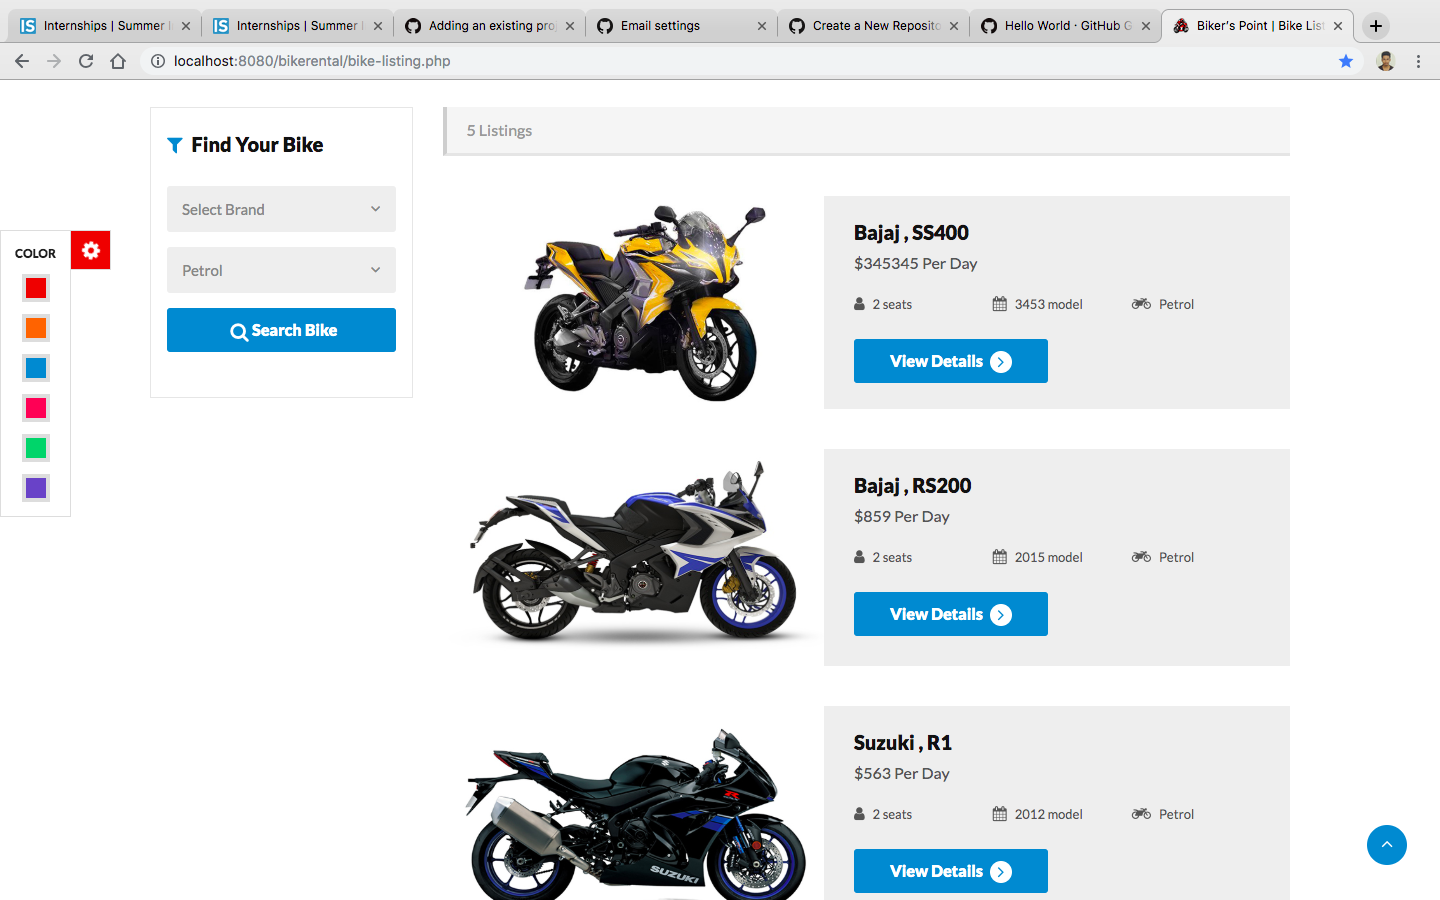 Internships | Summer I
Internships | Summer I
Adding an existing proj
Email settings
Create a New Reposito
Hello World · GitHub G
Biker's Point | Bike List
localhost:8080/bikerental/bike-listing.php
Find Your Bike
Select Brand
Petrol
Search Bike
COLOR
5 Listings
Bajaj , SS400
$345345 Per Day
2 seats 3453 model Petrol
View Details
Bajaj , RS200
$859 Per Day
2 seats 2015 model Petrol
View Details
Suzuki , R1
$563 Per Day
2 seats 2012 model Petrol
View Details
SUZUKI